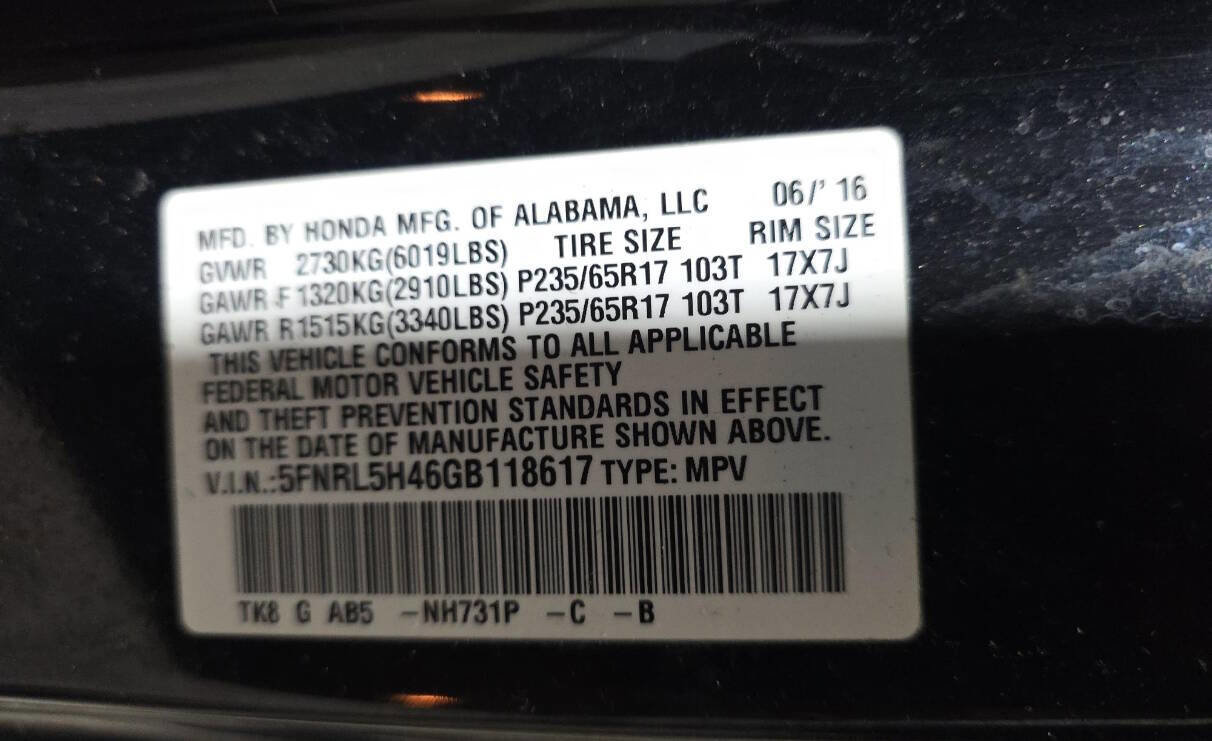 MFD. BY HONDA MFG. OF ALABAMA, LLC 06/' 16
GVWR 2730KG(6019LBS) TIRE SIZE RIM SIZE
GAWR F 1320KG(2910LBS) P235/65R17 103T 17X7J
GAWR R1515KG(3340LBS) P235/65R17 103T 17X7J
THIS VEHICLE CONFORMS TO ALL APPLICABLE
FEDERAL MOTOR VEHICLE SAFETY
AND THEFT PREVENTION STANDARDS IN EFFECT
ON THE DATE OF MANUFACTURE SHOWN ABOVE.
V.I.N.:5FNRL5H46GB118617 TYPE: MPV
TK8 G AB5 -NH731P -C -B